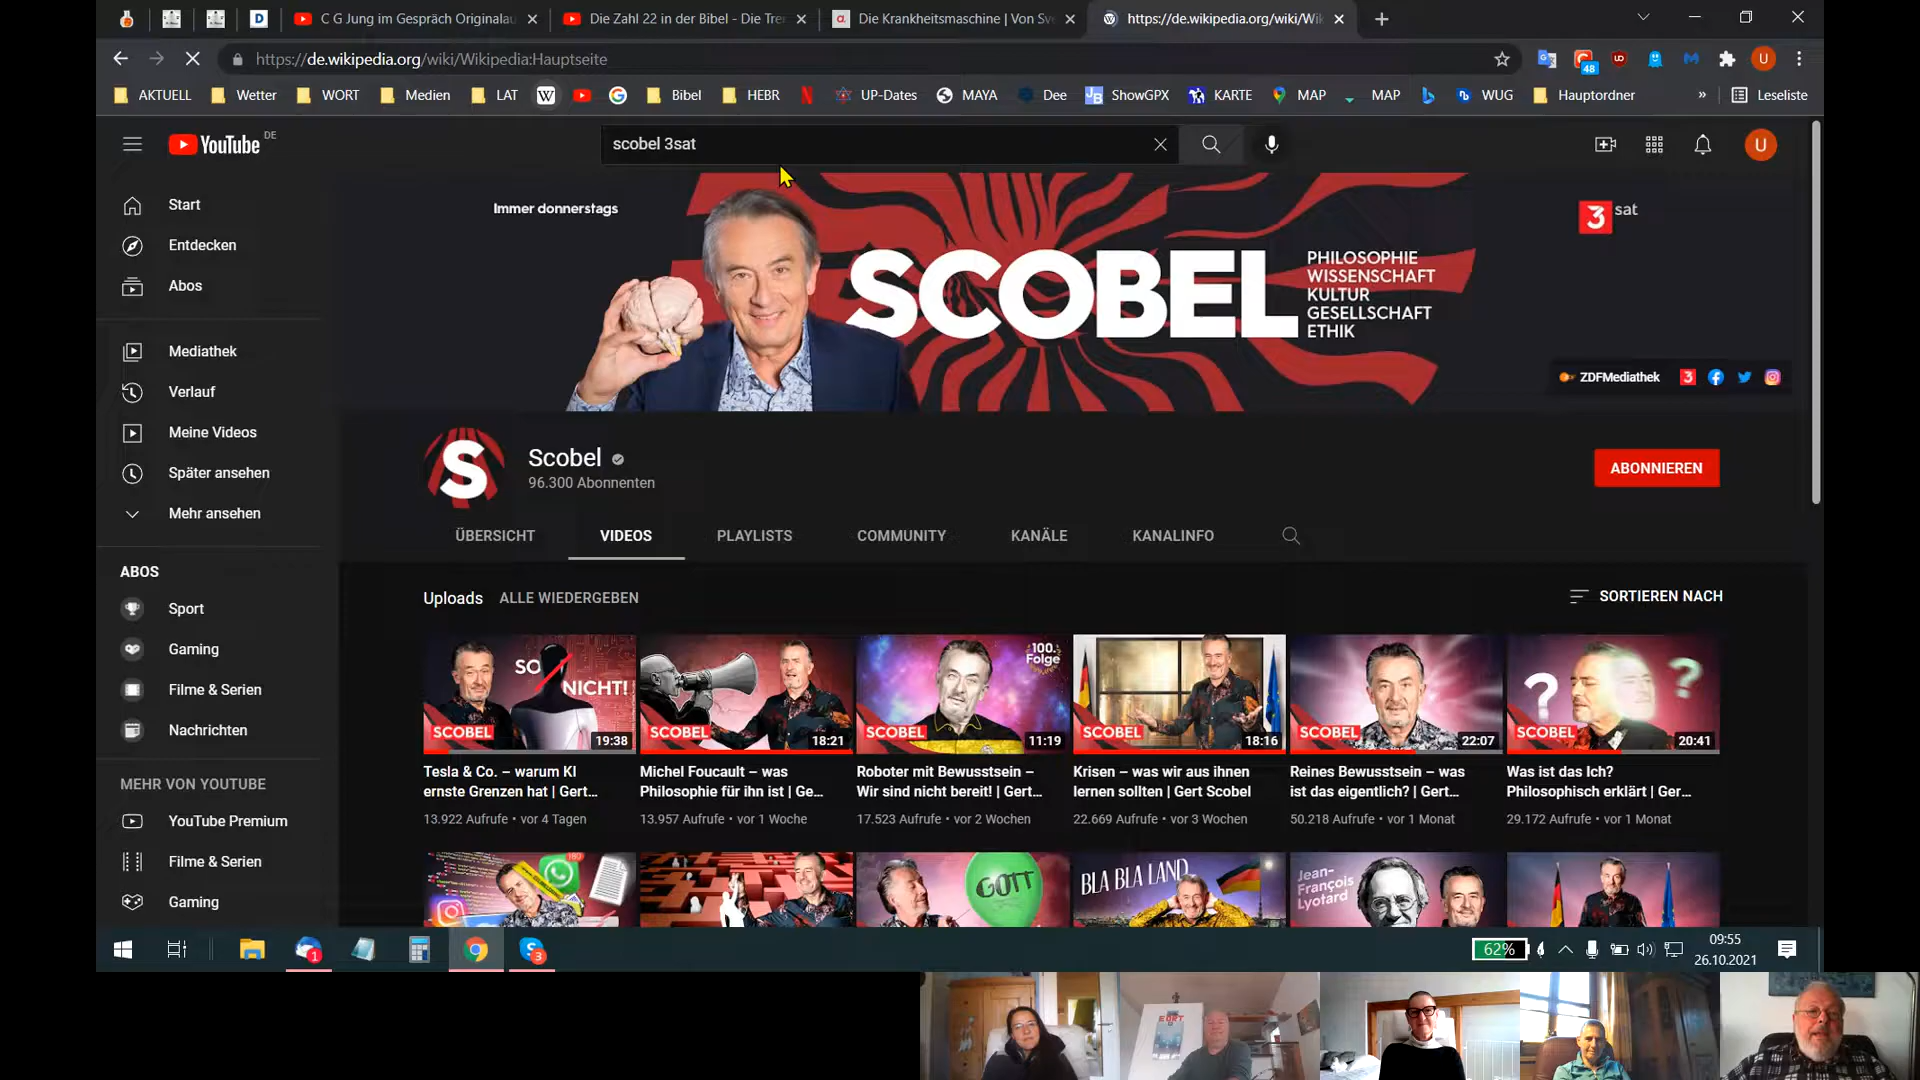 C G Jung im Gespräch Originalau
Die Zahl 22 in der Bibel - Die Tre
Die Krankheitsmaschine | Von Sve
https://de.wikipedia.org/wiki/Wik
https://de.wikipedia.org/wiki/Wikipedia:Hauptseite
48
U
AKTUELL
Wetter
WORT
Medien
LAT
W
Bibel
HEBR
UP-Dates
MAYA
Dee
ShowGPX
KARTE
MAP
MAP
WUG
Hauptordner
»
Leseliste
YouTube DE
scobel 3sat
U
Start
Entdecken
Abos
Mediathek
Verlauf
Meine Videos
Später ansehen
Mehr ansehen
ABOS
Sport
Gaming
Filme & Serien
Nachrichten
MEHR VON YOUTUBE
YouTube Premium
Filme & Serien
Gaming
Immer donnerstags
SCOBEL
PHILOSOPHIE
WISSENSCHAFT
KULTUR
GESELLSCHAFT
ETHIK
3 sat
ZDFMediathek
3
S
Scobel
96.300 Abonnenten
ABONNIEREN
ÜBERSICHT
VIDEOS
PLAYLISTS
COMMUNITY
KANÄLE
KANALINFO
Uploads
ALLE WIEDERGEBEN
SORTIEREN NACH
SO
NICHT!
SCOBEL
19:38
SCOBEL
18:21
100.
Folge
SCOBEL
11:19
SCOBEL
18:16
SCOBEL
22:07
? ?
SCOBEL
20:41
Tesla & Co. – warum KI
ernste Grenzen hat | Gert...
13.922 Aufrufe • vor 4 Tagen
Michel Foucault – was
Philosophie für ihn ist | Ge...
13.957 Aufrufe • vor 1 Woche
Roboter mit Bewusstsein –
Wir sind nicht bereit! | Gert...
17.523 Aufrufe • vor 2 Wochen
Krisen – was wir aus ihnen
lernen sollten | Gert Scobel
22.669 Aufrufe • vor 3 Wochen
Reines Bewusstsein – was
ist das eigentlich? | Gert...
50.218 Aufrufe • vor 1 Monat
Was ist das Ich?
Philosophisch erklärt | Ger...
29.172 Aufrufe • vor 1 Monat
GOTT
BLA BLA LAND
Jean-
François
Lyotard
1
3
62%
09:55
26.10.2021